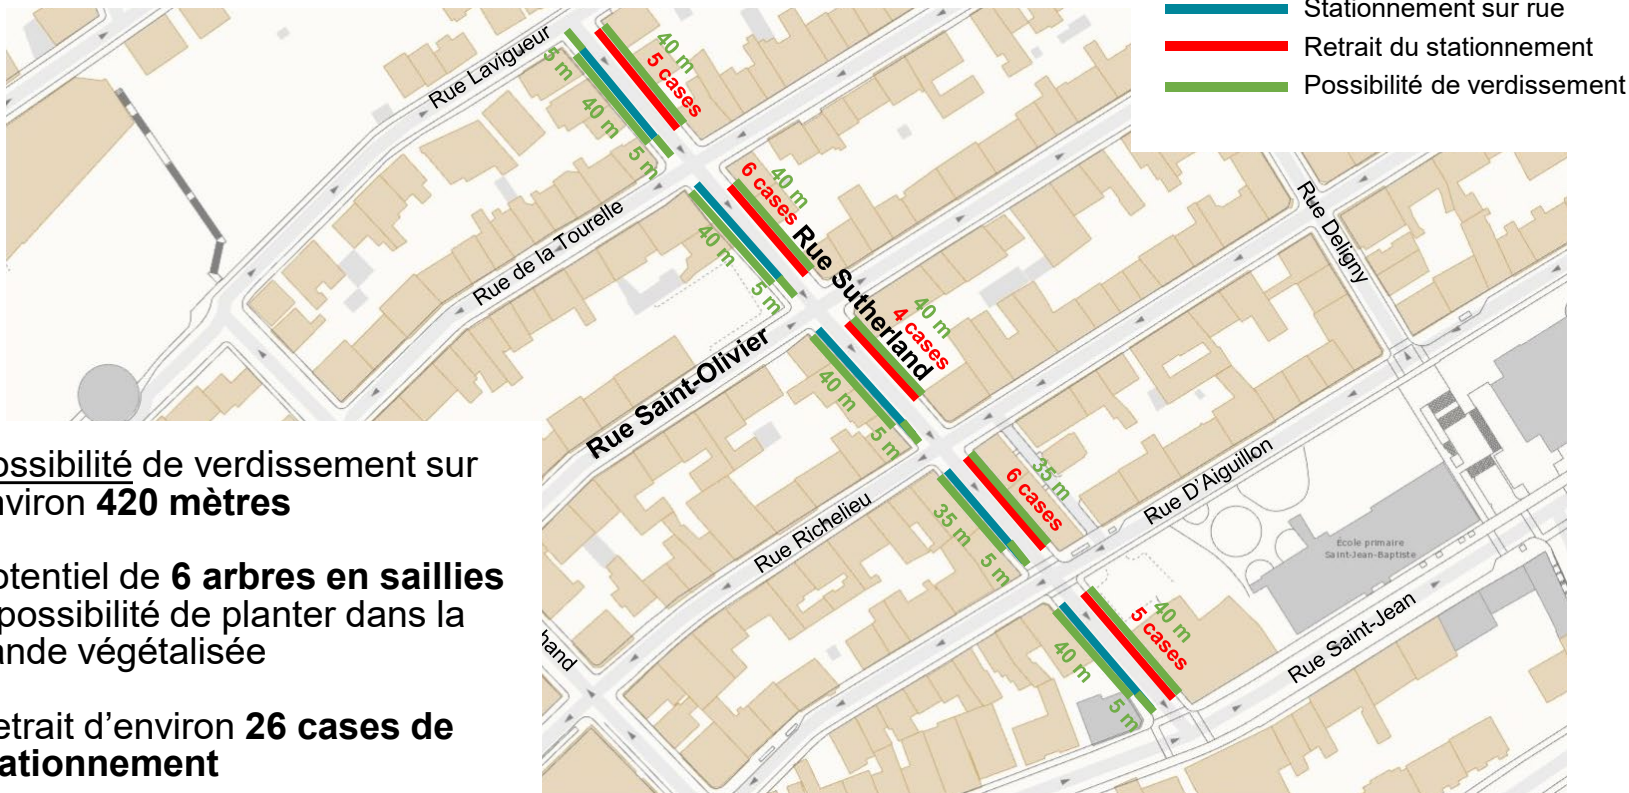 Stationnement sur rue
Retrait du stationnement
Possibilité de verdissement
Rue Lavigueur
5 m
40 m
5 m
40 m
5 cases
Rue de la Tourelle
40 m
5 m
6 cases
40 m
Rue Sutherland
Rue Saint-Olivier
40 m
5 m
4 cases
40 m
Rue Deligny
Rue Richelieu
35 m
5 m
6 cases
35 m
Rue D'Aiguillon
École primaire
Saint-Jean-Baptiste
40 m
5 m
5 cases
40 m
Rue Saint-Jean
hand
ossibilité de verdissement sur
nviron 420 mètres
otentiel de 6 arbres en saillies
possibilité de planter dans la
ande végétalisée
etrait d'environ 26 cases de
ationnement